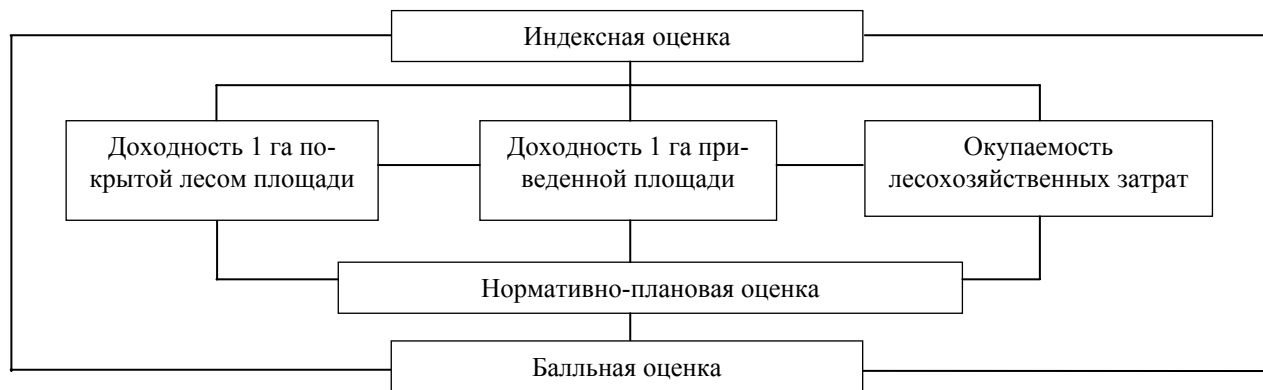 Индексная оценка
Доходность 1 га по-
крытой лесом площади
Доходность 1 га при-
веденной площади
Окупаемость
лесохозяйственных затрат
Нормативно-плановая оценка
Балльная оценка